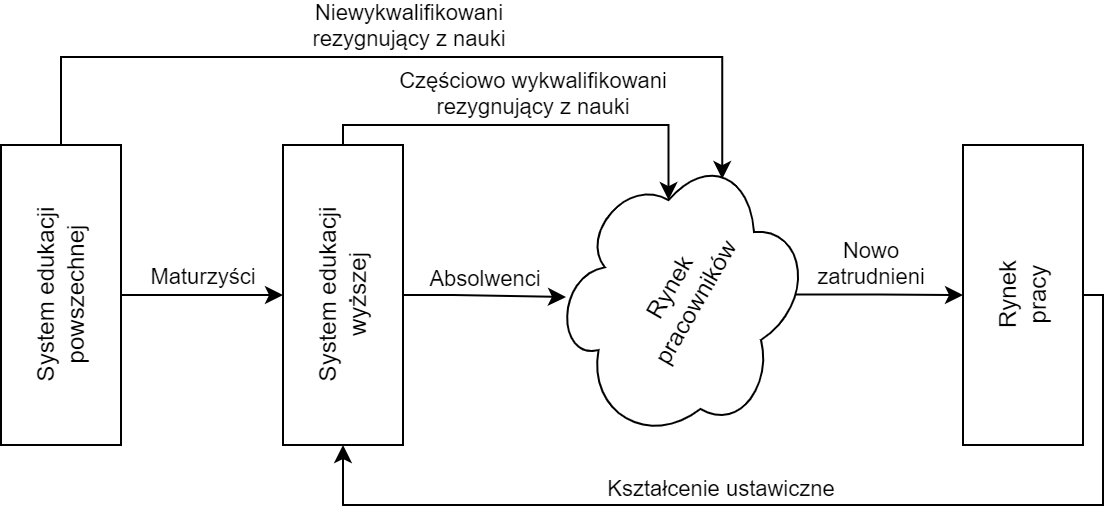 Niewykwalifikowani
rezygnujący z nauki
Częściowo wykwalifikowani
rezygnujący z nauki
System edukacji
powszechnej
Maturzyści
System edukacji
wyższej
Absolwenci
Rynek
pracowników
Nowo
zatrudnieni
Rynek
pracy
Kształcenie ustawiczne